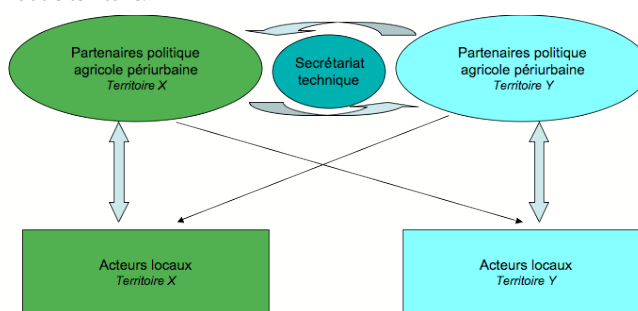 Partenaires politique
agricole périurbaine
Territoire X
Secrétariat
technique
Partenaires politique
agricole périurbaine
Territoire Y
Acteurs locaux
Territoire X
Acteurs locaux
Territoire Y